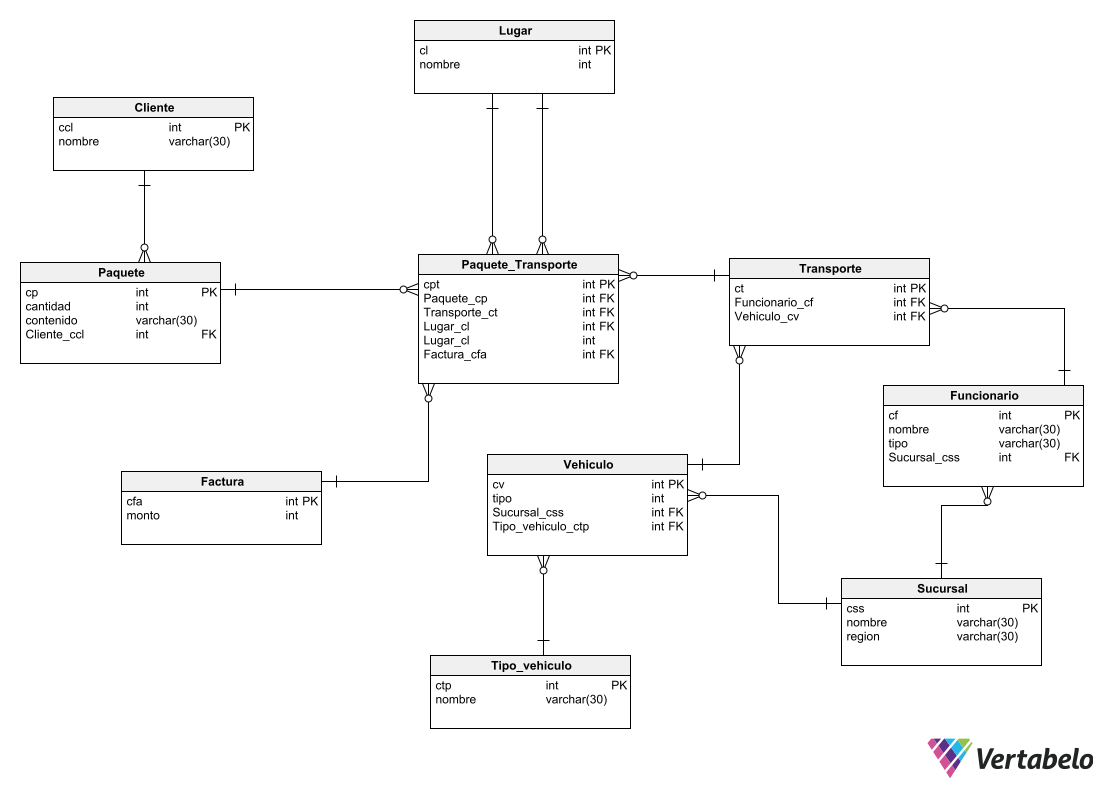 Lugar
cl int PK
nombre int
Cliente
ccl int PK
nombre varchar(30)
Paquete
cp int PK
cantidad int
contenido varchar(30)
Cliente_ccl int FK
Paquete_Transporte
cpt int PK
Paquete_cp int FK
Transporte_ct int FK
Lugar_cl int FK
Lugar_cl int
Factura_cfa int FK
Transporte
ct int PK
Funcionario_cf int FK
Vehiculo_cv int FK
Funcionario
cf int PK
nombre varchar(30)
tipo varchar(30)
Sucursal_css int FK
Factura
cfa int PK
monto int
Vehiculo
cv int PK
tipo int
Sucursal_css int FK
Tipo_vehiculo_ctp int FK
Sucursal
css int PK
nombre varchar(30)
region varchar(30)
Tipo_vehiculo
ctp int PK
nombre varchar(30)
Vertabelo